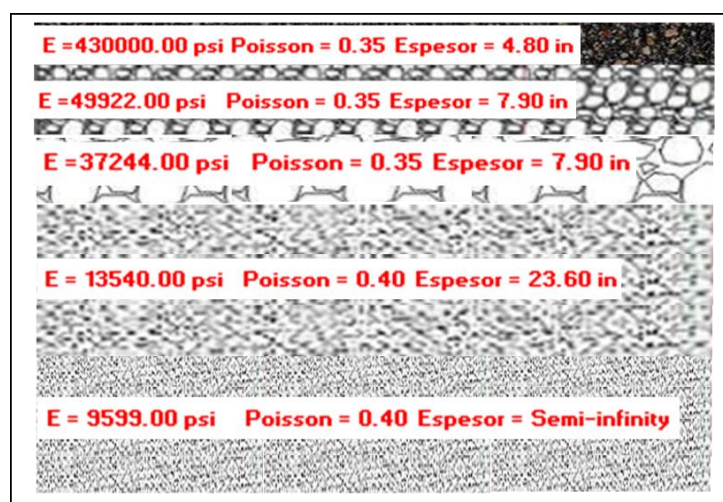 E =430000.00 psi Poisson = 0.35 Espesor = 4.80 in
E =49922.00 psi Poisson = 0.35 Espesor = 7.90 in
E =37244.00 psi Poisson = 0.35 Espesor = 7.90 in
E = 13540.00 psi Poisson = 0.40 Espesor = 23.60 in
E = 9599.00 psi Poisson = 0.40 Espesor = Semi-infinity